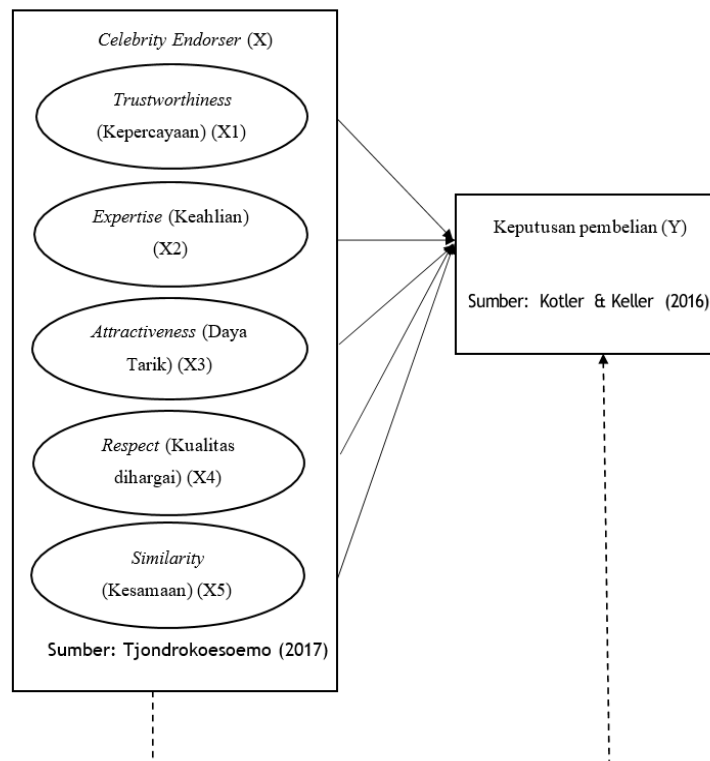 Celebrity Endorser (X)
Trustworthiness
(Kepercayaan) (X1)
Expertise (Keahlian)
(X2)
Attractiveness (Daya
Tarik) (X3)
Respect (Kualitas
dihargai) (X4)
Similarity
(Kesamaan) (X5)
Sumber: Tjondrokoesoemo (2017)
Keputusan pembelian (Y)
Sumber: Kotler & Keller (2016)